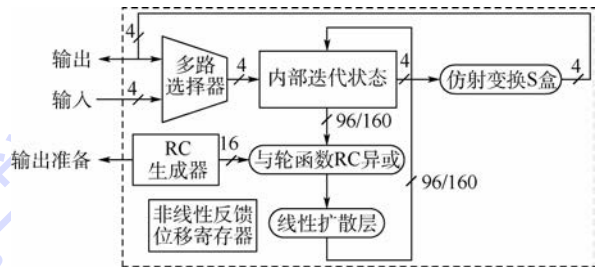 4
输出
多路
选择器
4
内部迭代状态
4
仿射变换S盒
4
输入
4
96/160
RC
生成器
16
输出准备
与轮函数RC异或
96/160
非线性反馈
位移寄存器
线性扩散层